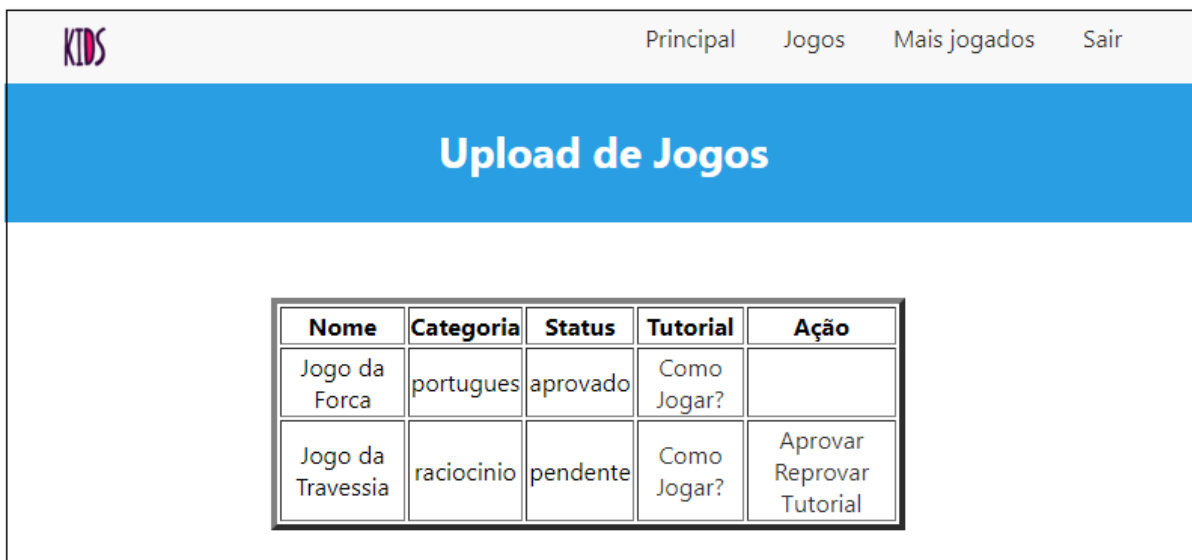 KIDS
Principal Jogos Mais jogados Sair
Upload de Jogos
Nome Categoria Status Tutorial Ação
Jogo da
Forca
portugues
aprovado
Como
Jogar?
Jogo da
Travessia
raciocinio
pendente
Como
Jogar?
Aprovar
Reprovar
Tutorial